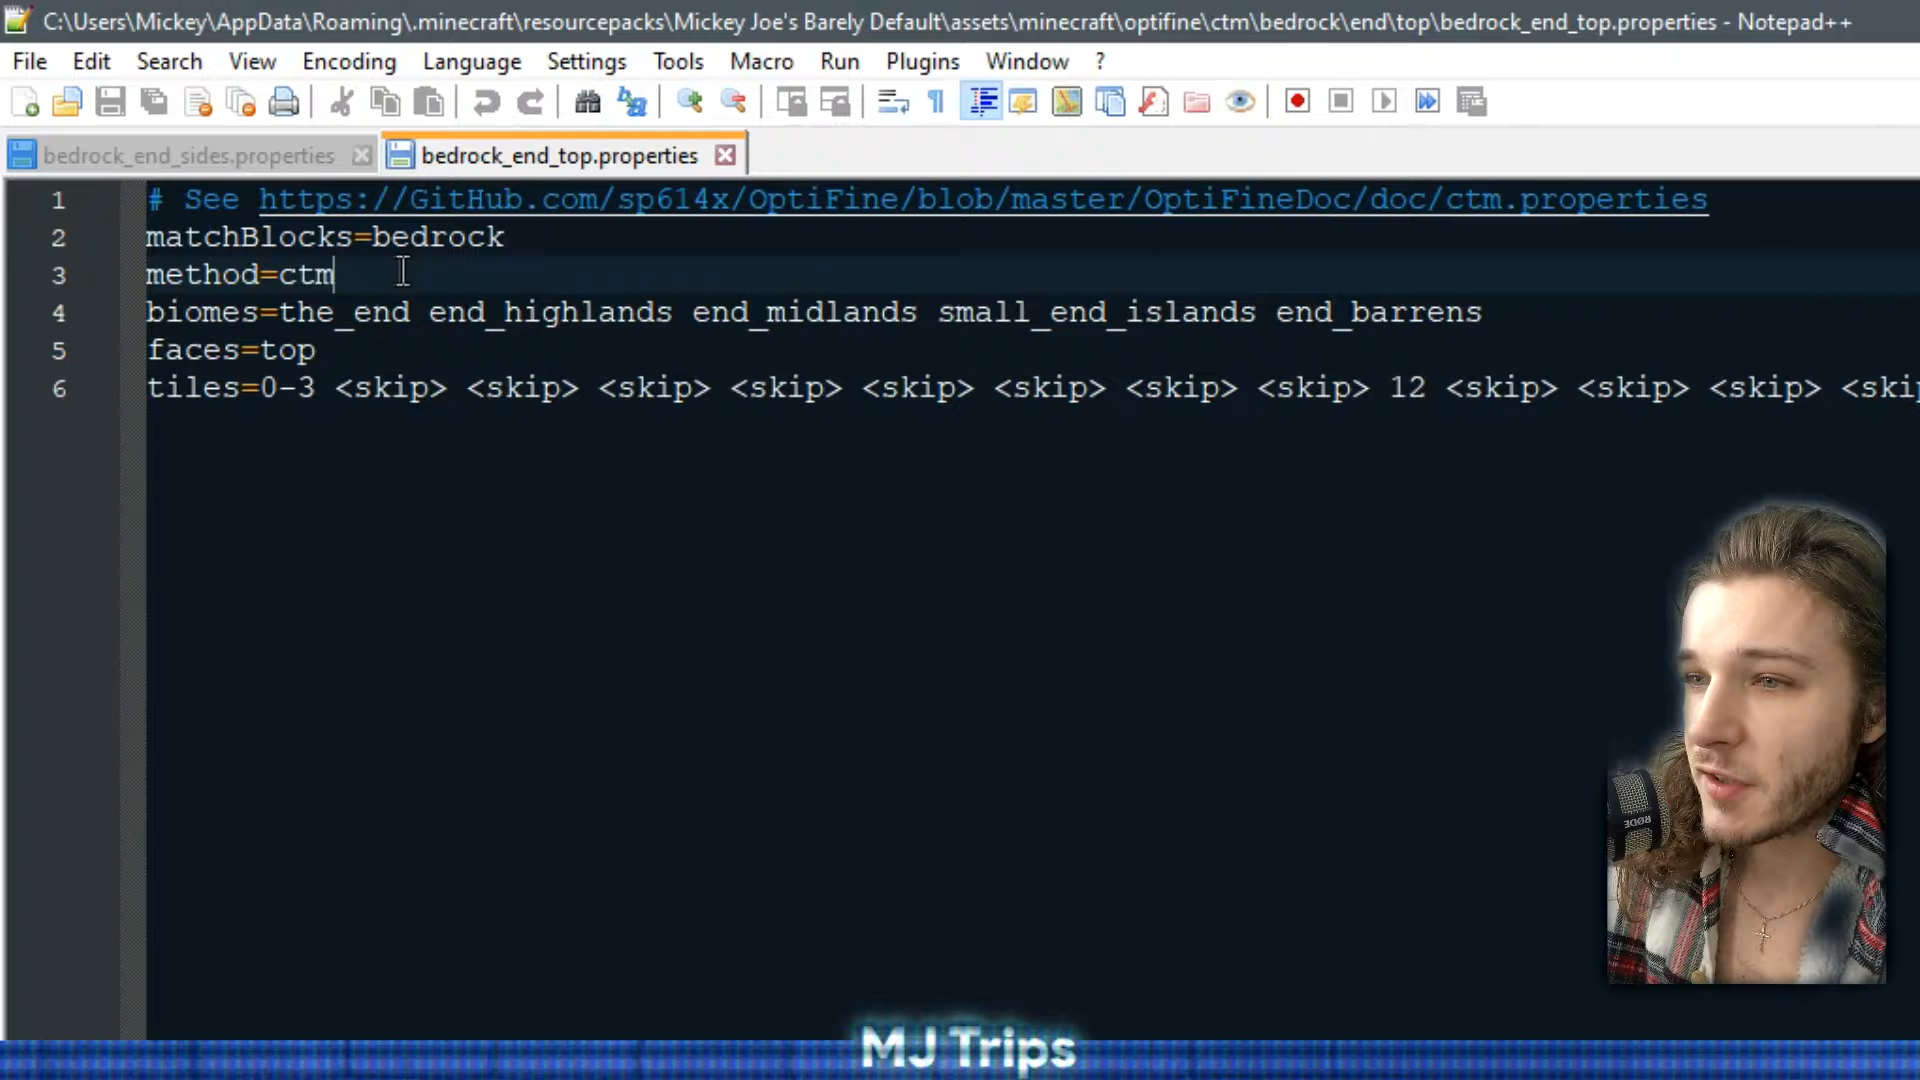 C:\Users\Mickey\AppData\Roaming\.minecraft\resourcepacks\Mickey Joe's Barely Default\assets\minecraft\optifine\ctm\bedrock\end\top\bedrock_end_top.properties - Notepad++
File Edit Search View Encoding Language Settings Tools Macro Run Plugins Window ?
bedrock_end_sides.properties bedrock_end_top.properties
1 # See https://GitHub.com/sp614x/OptiFine/blob/master/OptiFineDoc/doc/ctm.properties
2 matchBlocks=bedrock
3 method=ctm
4 biomes=the_end end_highlands end_midlands small_end_islands end_barrens
5 faces=top
6 tiles=0-3 <skip> <skip> <skip> <skip> <skip> <skip> <skip> <skip> 12 <skip> <skip> <skip> <skip
RØDE
MJ Trips